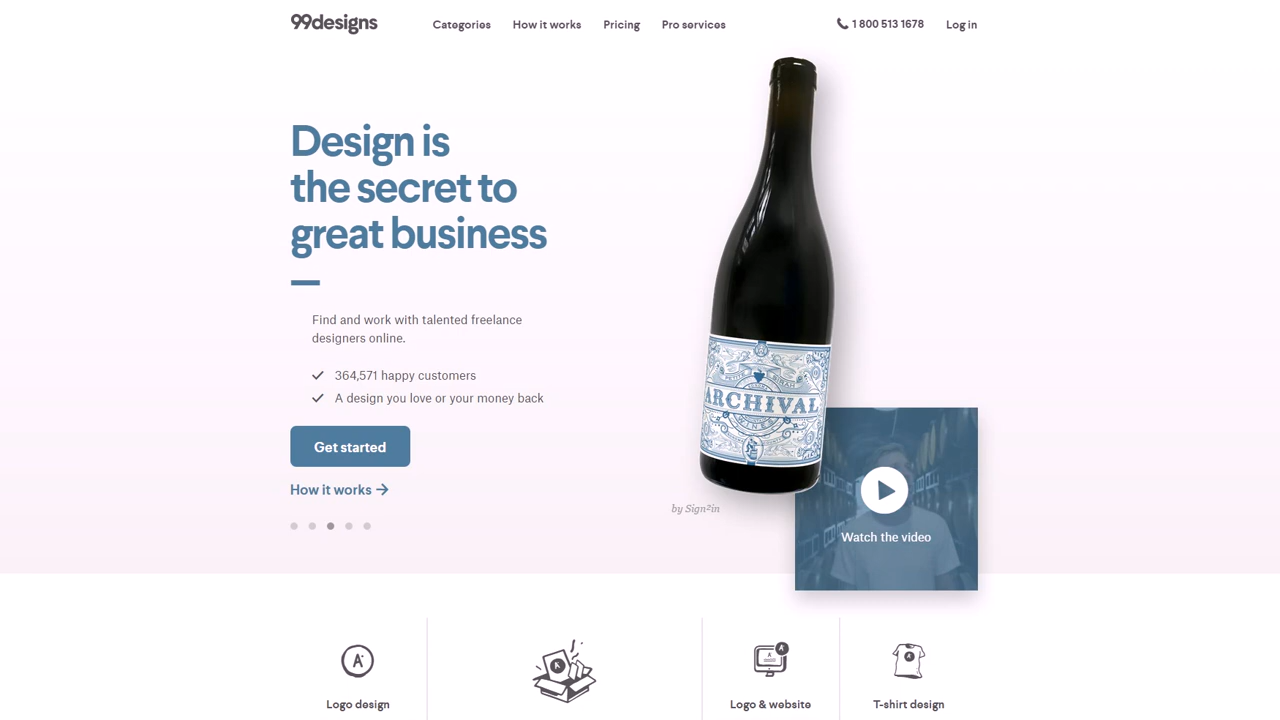 99designs
Categories
How it works
Pricing
Pro services
1 800 513 1678
Log in
Design is
the secret to
great business
Find and work with talented freelance
designers online.
364,571 happy customers
A design you love or your money back
Get started
How it works
ARCHIVAL
WINES
by Sign2in
Watch the video
Logo design
Logo & website
T-shirt design